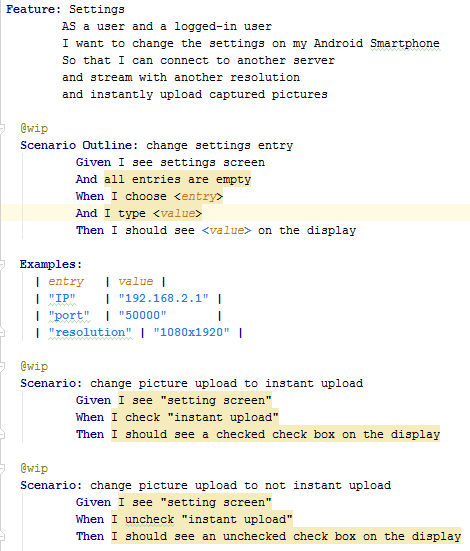 Feature: Settings
AS a user and a logged-in user
I want to change the settings on my Android Smartphone
So that I can connect to another server
and stream with another resolution
and instantly upload captured pictures
@wip
Scenario Outline: change settings entry
Given I see settings screen
And all entries are empty
When I choose <entry>
And I type <value>
Then I should see <value> on the display
Examples:
| entry | value |
| "IP" | "192.168.2.1" |
| "port" | "50000" |
| "resolution" | "1080x1920" |
@wip
Scenario: change picture upload to instant upload
Given I see "setting screen"
When I check "instant upload"
Then I should see a checked check box on the display
@wip
Scenario: change picture upload to not instant upload
Given I see "setting screen"
When I uncheck "instant upload"
Then I should see an unchecked check box on the display